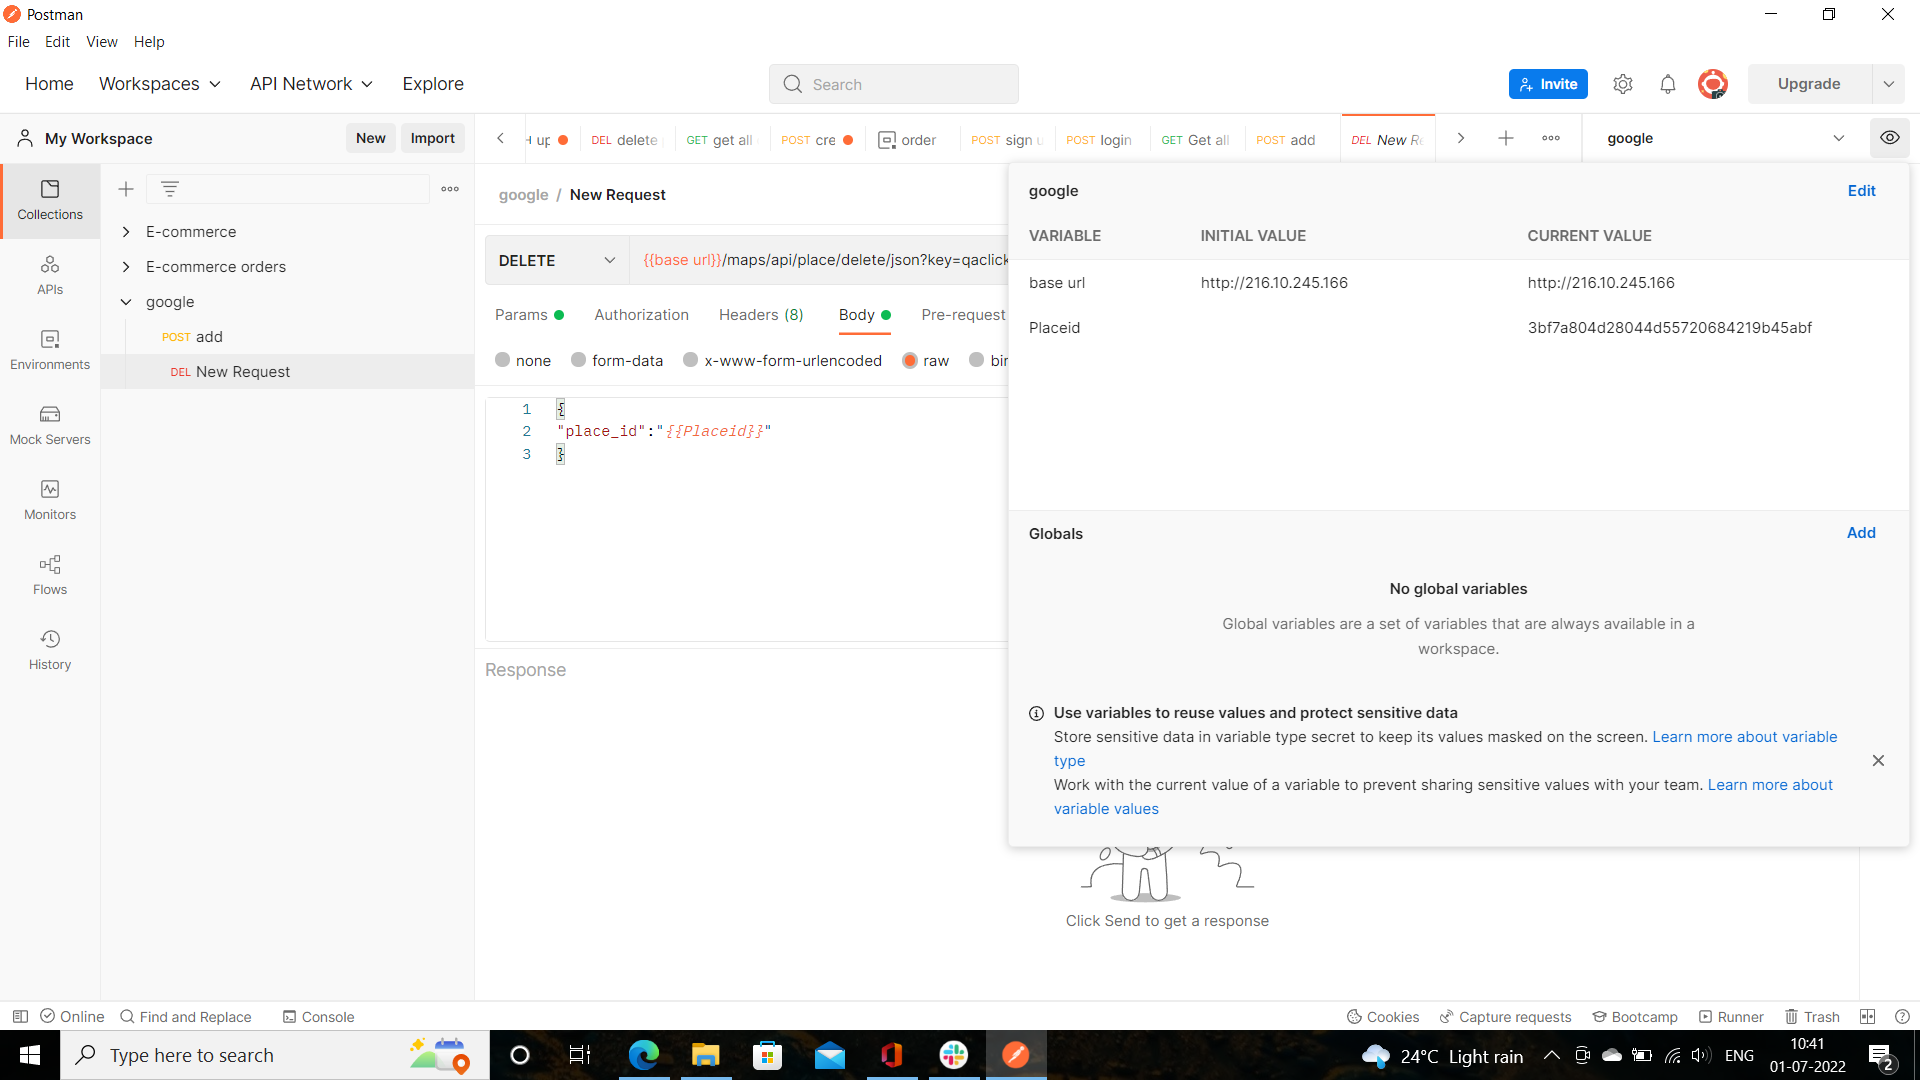 Postman
File Edit View Help
Home Workspaces API Network Explore
Search
Invite
Upgrade
My Workspace
New
Import
up
DEL delete
GET get all
POST cre
order
POST sign u
POST login
GET Get all
POST add
DEL New Re
google
Collections
APIs
Environments
Mock Servers
Monitors
Flows
History
E-commerce
E-commerce orders
google
POST add
DEL New Request
google / New Request
DELETE
{{base url}}/maps/api/place/delete/json?key=qaclick
Params
Authorization
Headers (8)
Body
Pre-request
none
form-data
x-www-form-urlencoded
raw
bin
1 {
2 "place_id":"{{Placeid}}"
3 }
Response
google
Edit
VARIABLE INITIAL VALUE CURRENT VALUE
base url http://216.10.245.166 http://216.10.245.166
Placeid 3bf7a804d28044d55720684219b45abf
Globals
Add
No global variables
Global variables are a set of variables that are always available in a
workspace.
Use variables to reuse values and protect sensitive data
Store sensitive data in variable type secret to keep its values masked on the screen. Learn more about variable
type
Work with the current value of a variable to prevent sharing sensitive values with your team. Learn more about
variable values
Click Send to get a response
Online
Find and Replace
Console
Cookies
Capture requests
Bootcamp
Runner
Trash
Type here to search
24°C Light rain
ENG
10:41
01-07-2022
2